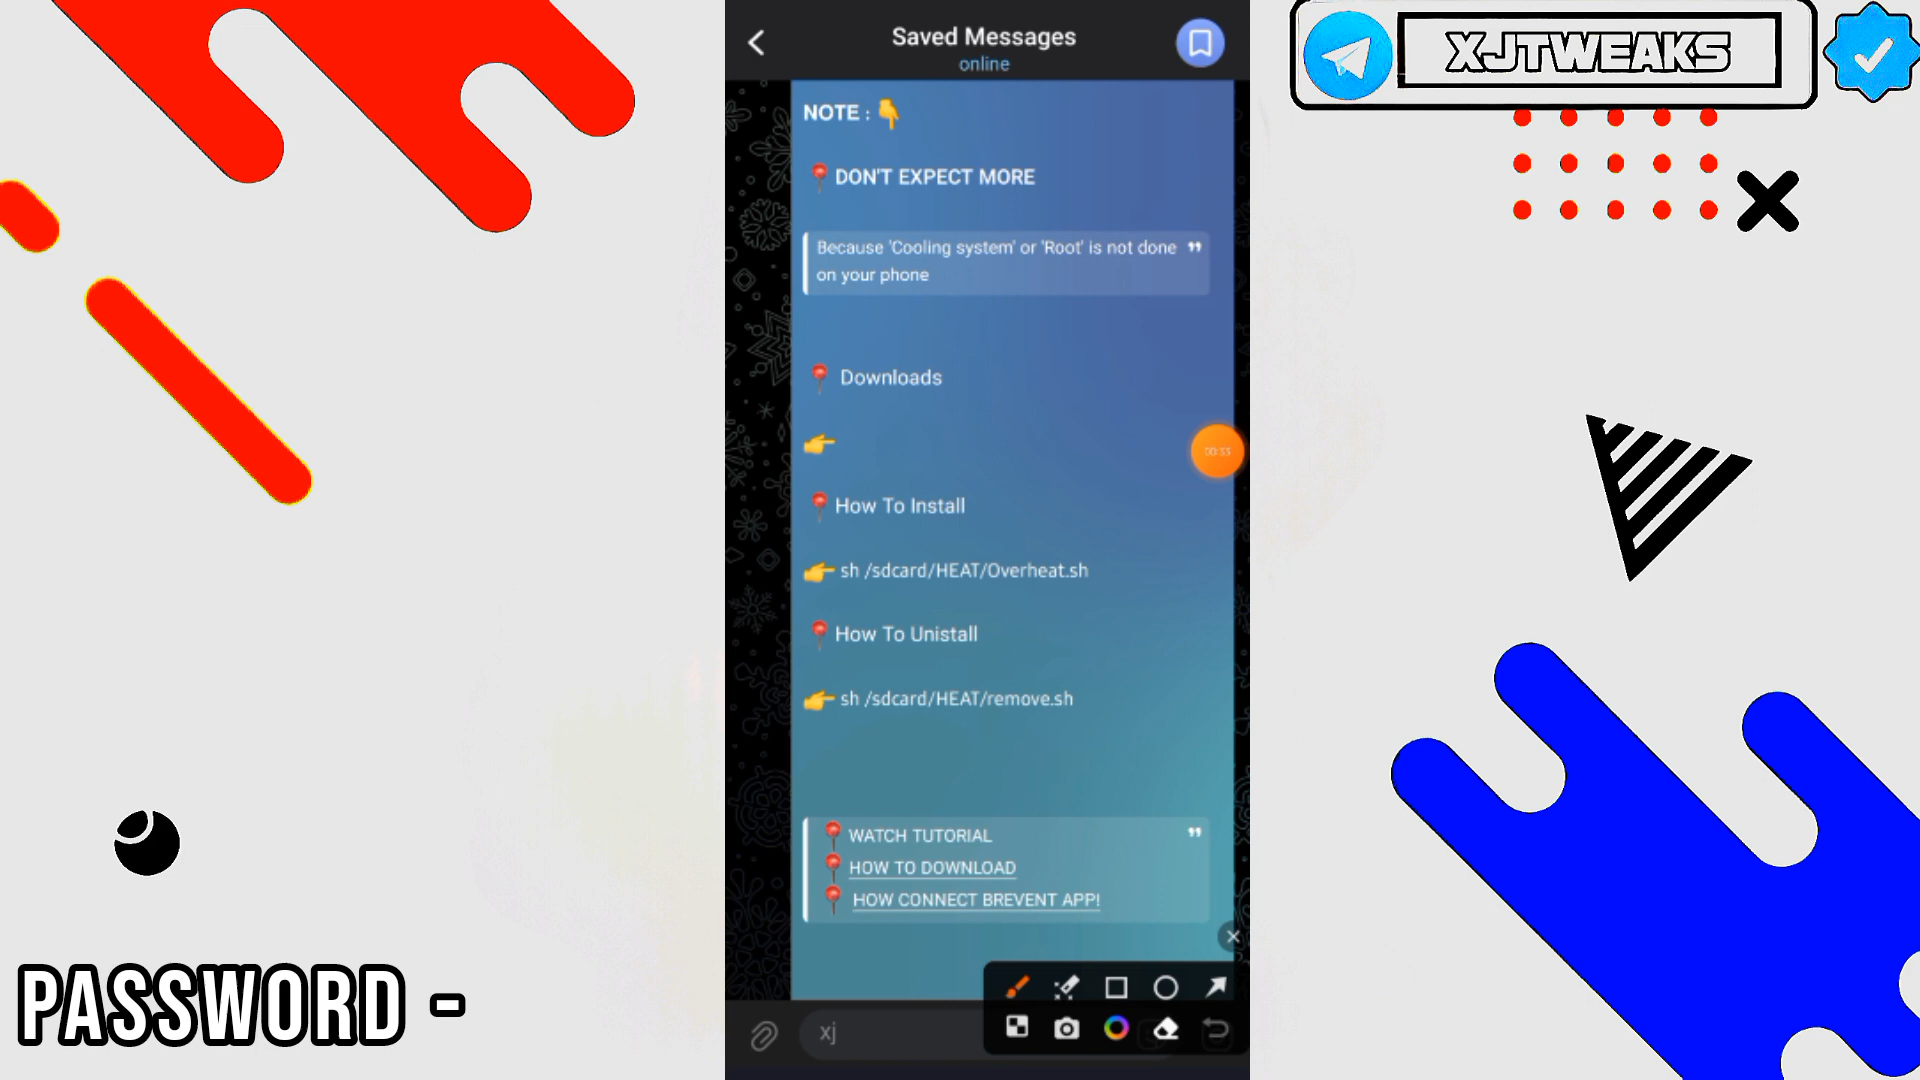 Saved Messages
online
XJTWEAKS
NOTE : 👇
📍 DON'T EXPECT MORE
Because 'Cooling system' or 'Root' is not done
on your phone
📍 Downloads
👉
00:33
📍 How To Install
👉 sh /sdcard/HEAT/Overheat.sh
📍 How To Unistall
👉 sh /sdcard/HEAT/remove.sh
📍 WATCH TUTORIAL
📍 HOW TO DOWNLOAD
📍 HOW CONNECT BREVENT APP!
PASSWORD -
xj